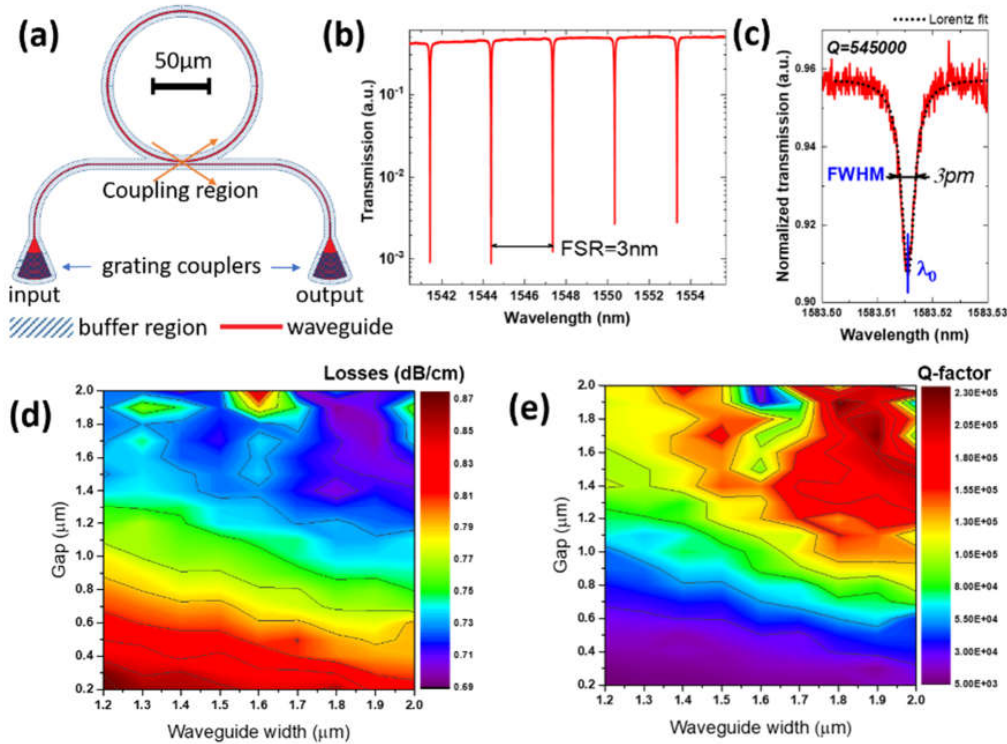 (a)
50μm
Coupling region
grating couplers
input
output
buffer region
waveguide
(b)
Transmission (a.u.)
10⁻¹
10⁻²
10⁻³
FSR=3nm
1542 1544 1546 1548 1550 1552 1554
Wavelength (nm)
(c)
Lorentz fit
Q=545000
Normalized transmission (a.u.)
0.96
0.94
0.93
0.91
0.90
FWHM
3pm
λ₀
1583.50 1583.51 1583.52 1583.53
Wavelength (nm)
(d)
Losses (dB/cm)
Gap (μm)
2.0
1.8
1.6
1.4
1.2
1.0
0.8
0.6
0.4
0.2
1.2 1.3 1.4 1.5 1.6 1.7 1.8 1.9 2.0
Waveguide width (μm)
0.87
0.85
0.83
0.80
0.78
0.75
0.73
0.71
0.69
(e)
Q-factor
Gap (μm)
2.0
1.8
1.6
1.4
1.2
1.0
0.8
0.6
0.4
0.2
1.2 1.3 1.4 1.5 1.6 1.7 1.8 1.9 2.0
Waveguide width (μm)
2.30E+05
2.05E+05
1.80E+05
1.55E+05
1.30E+05
1.05E+05
8.00E+04
5.50E+04
3.00E+04
5.00E+03